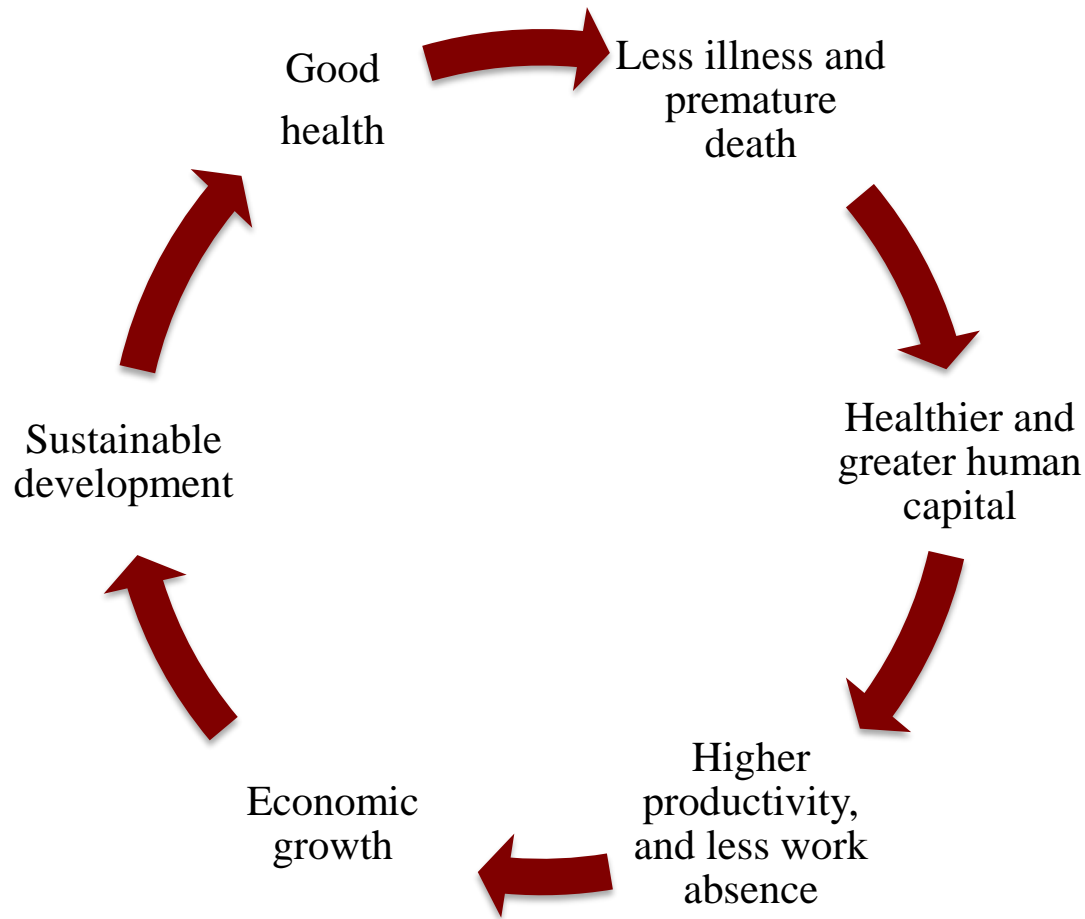 Good
health
Less illness and
premature
death
Healthier and
greater human
capital
Higher
productivity,
and less work
absence
Economic
growth
Sustainable
development